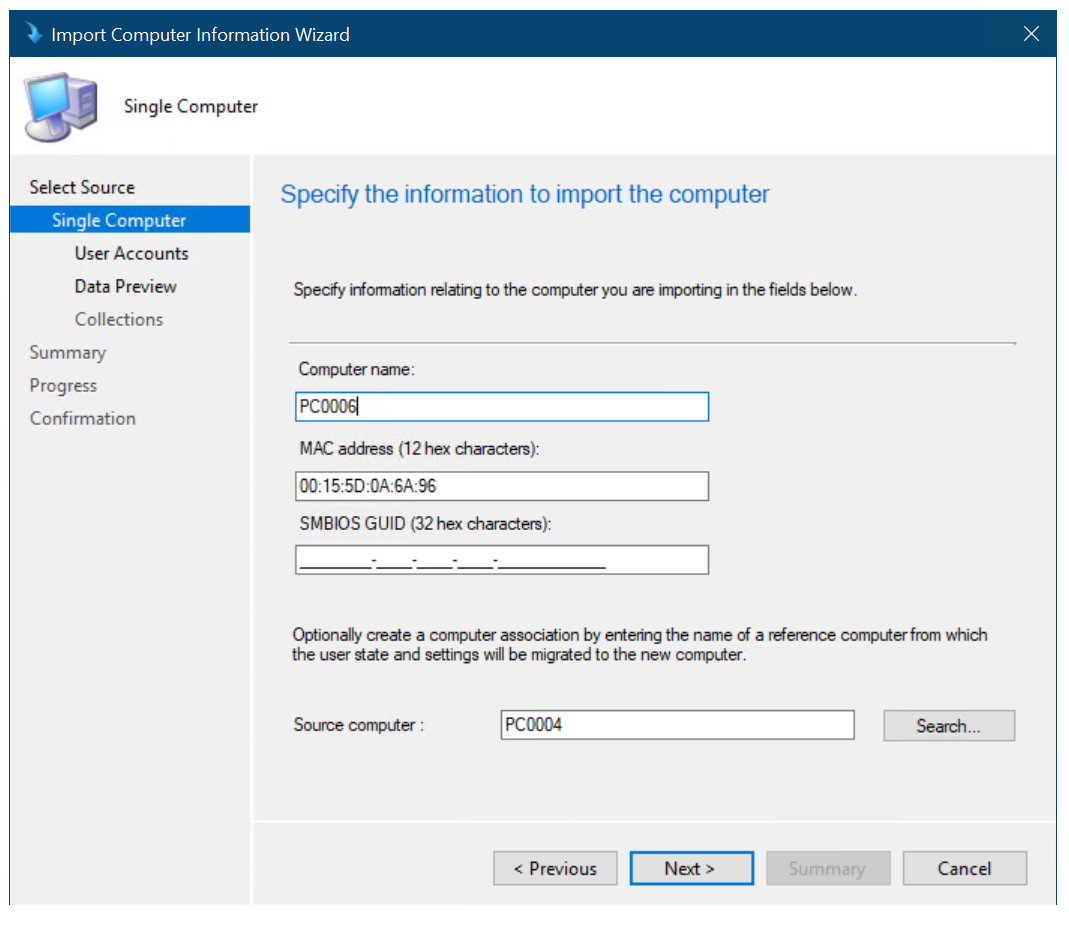 Import Computer Information Wizard
Single Computer
Select Source
Single Computer
User Accounts
Data Preview
Collections
Summary
Progress
Confirmation
Specify the information to import the computer
Specify information relating to the computer you are importing in the fields below.
Computer name:
PC0006
MAC address (12 hex characters):
00:15:5D:0A:6A:96
SMBIOS GUID (32 hex characters):
________-____-____-____-____________
Optionally create a computer association by entering the name of a reference computer from which
the user state and settings will be migrated to the new computer.
Source computer :
PC0004
Search...
< Previous
Next >
Summary
Cancel